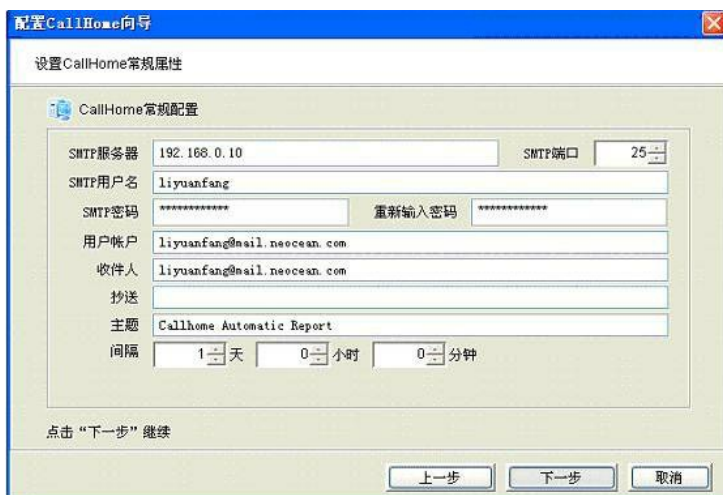 配置CallHome向导
设置CallHome常规属性
CallHome常规配置
SMTP服务器 192.168.0.10 SMTP端口 25
SMTP用户名 liyuanfang
SMTP密码 ************ 重新输入密码 ************
用户帐户 liyuanfang@mail.neocean.com
收件人 liyuanfang@mail.neocean.com
抄送
主题 Callhome Automatic Report
间隔 1 天 0 小时 0 分钟
点击“下一步”继续
上一步 下一步 取消